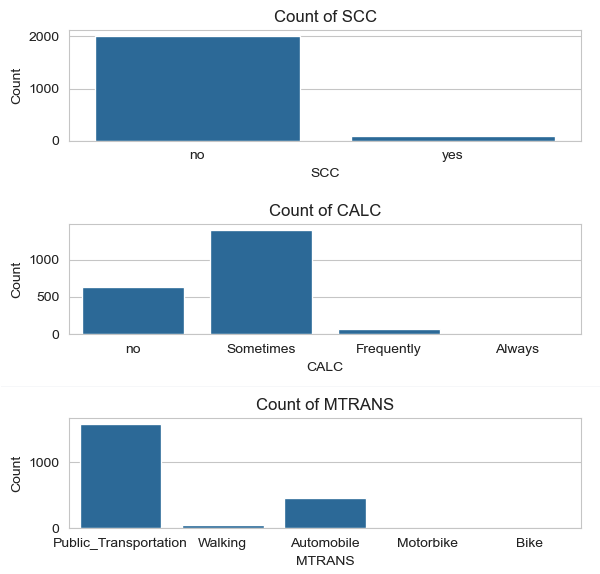 Count of SCC
2000
1000
0
Count
no yes
SCC
Count of CALC
1000
500
0
Count
no Sometimes Frequently Always
CALC
Count of MTRANS
1000
0
Count
Public_Transportation Walking Automobile Motorbike Bike
MTRANS